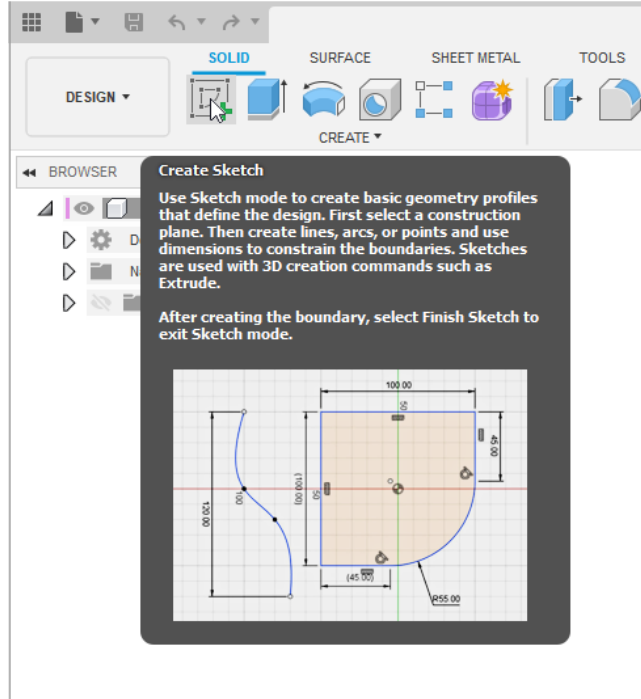 SOLID SURFACE SHEET METAL TOOLS
DESIGN
CREATE
BROWSER
Create Sketch
Use Sketch mode to create basic geometry profiles
that define the design. First select a construction
plane. Then create lines, arcs, or points and use
dimensions to constrain the boundaries. Sketches
are used with 3D creation commands such as
Extrude.
After creating the boundary, select Finish Sketch to
exit Sketch mode.
100.00
50
45.00
(100.00)
50
120.00
100
(45.00)
R55.00